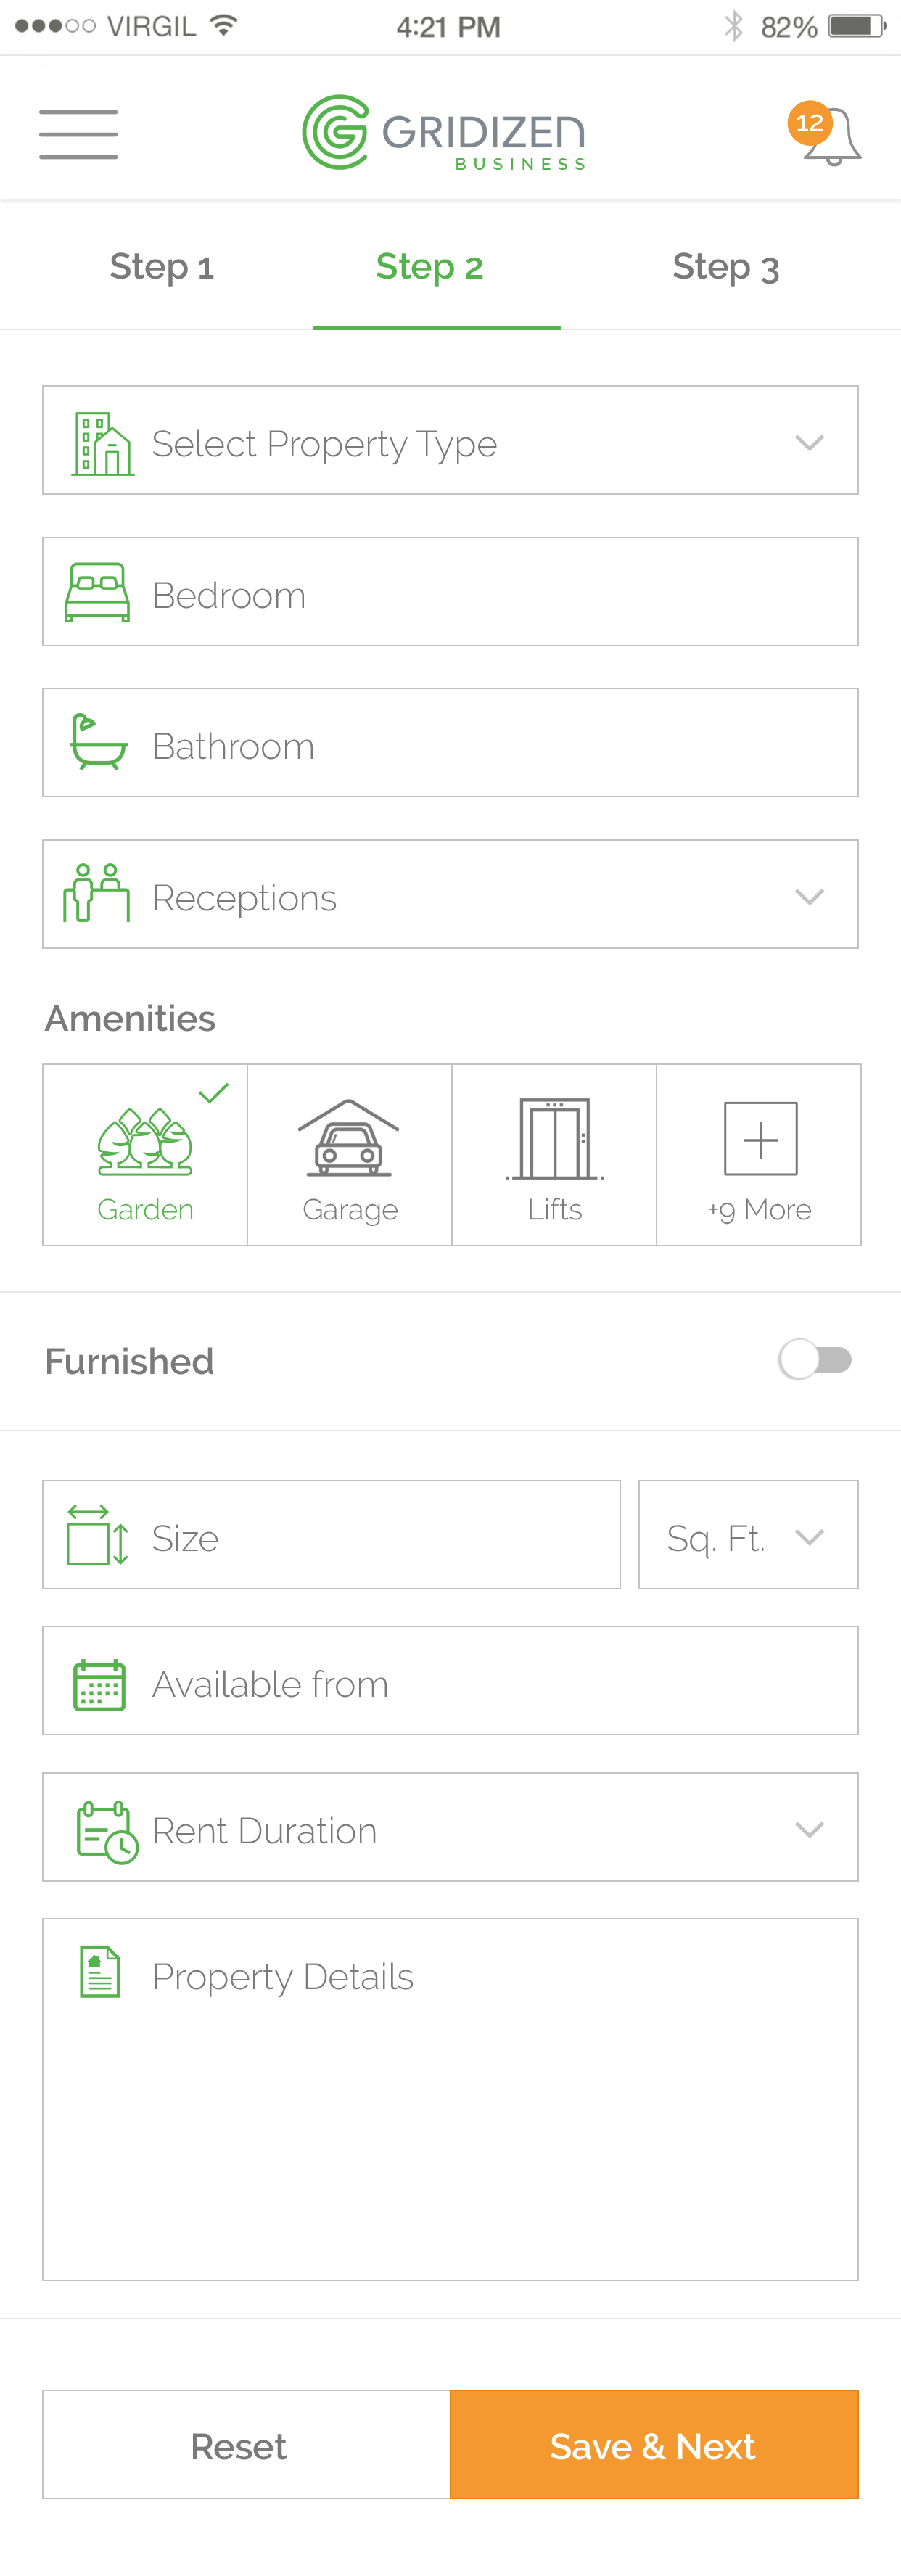 VIRGIL 4:21 PM 82%
GRIDIZEN 12
BUSINESS
Step 1 Step 2 Step 3
Select Property Type
Bedroom
Bathroom
Receptions
Amenities
Garden Garage Lifts +9 More
Furnished
Size Sq. Ft.
Available from
Rent Duration
Property Details
Reset Save & Next